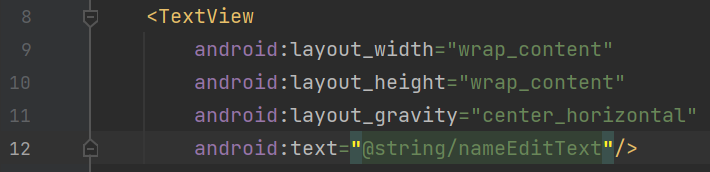 8 <TextView
9 android:layout_width="wrap_content"
10 android:layout_height="wrap_content"
11 android:layout_gravity="center_horizontal"
12 android:text="@string/nameEditText"/>